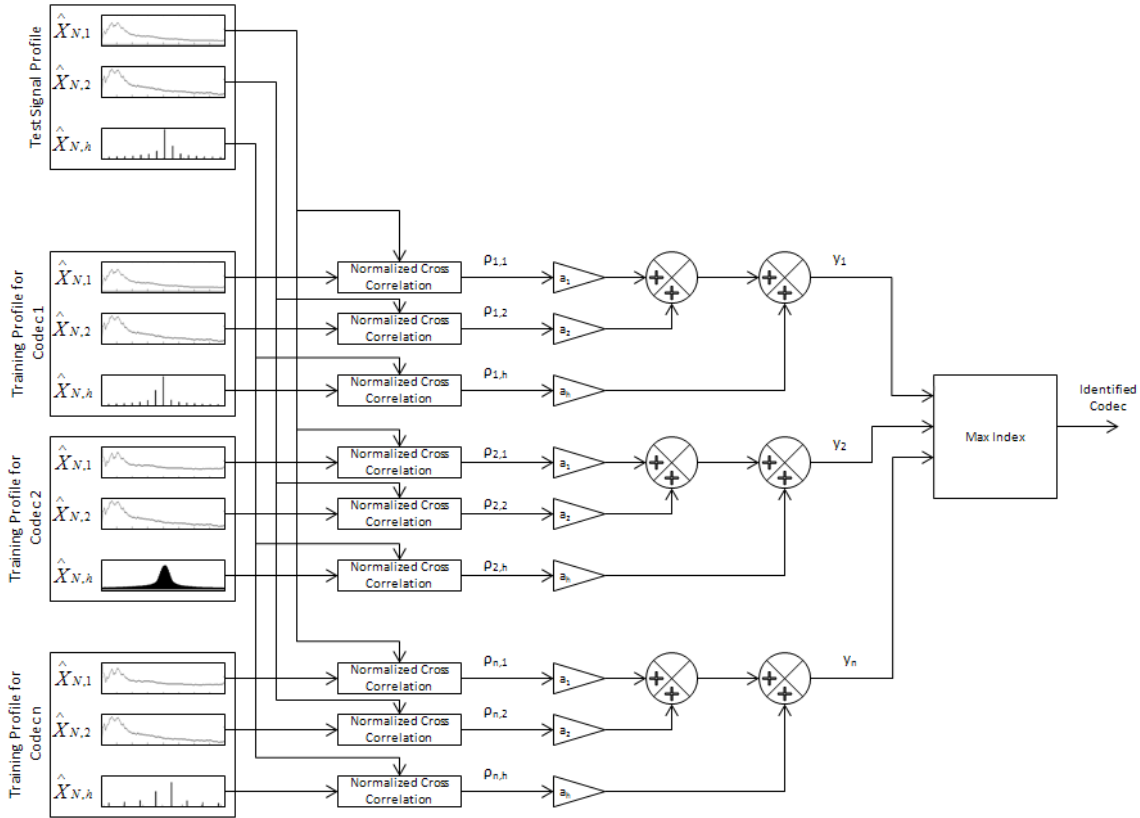 Test Signal Profile
X̂N,1
X̂N,2
X̂N,h
Training Profile for
Codec 1
X̂N,1
X̂N,2
X̂N,h
Normalized Cross
Correlation
ρ1,1
a1
Normalized Cross
Correlation
ρ1,2
a2
Normalized Cross
Correlation
ρ1,h
ah
y1
Training Profile for
Codec 2
X̂N,1
X̂N,2
X̂N,h
Normalized Cross
Correlation
ρ2,1
a1
Normalized Cross
Correlation
ρ2,2
a2
Normalized Cross
Correlation
ρ2,h
ah
y2
Training Profile for
Codec n
X̂N,1
X̂N,2
X̂N,h
Normalized Cross
Correlation
ρn,1
a1
Normalized Cross
Correlation
ρn,2
a2
Normalized Cross
Correlation
ρn,h
ah
yn
Max Index
Identified
Codec